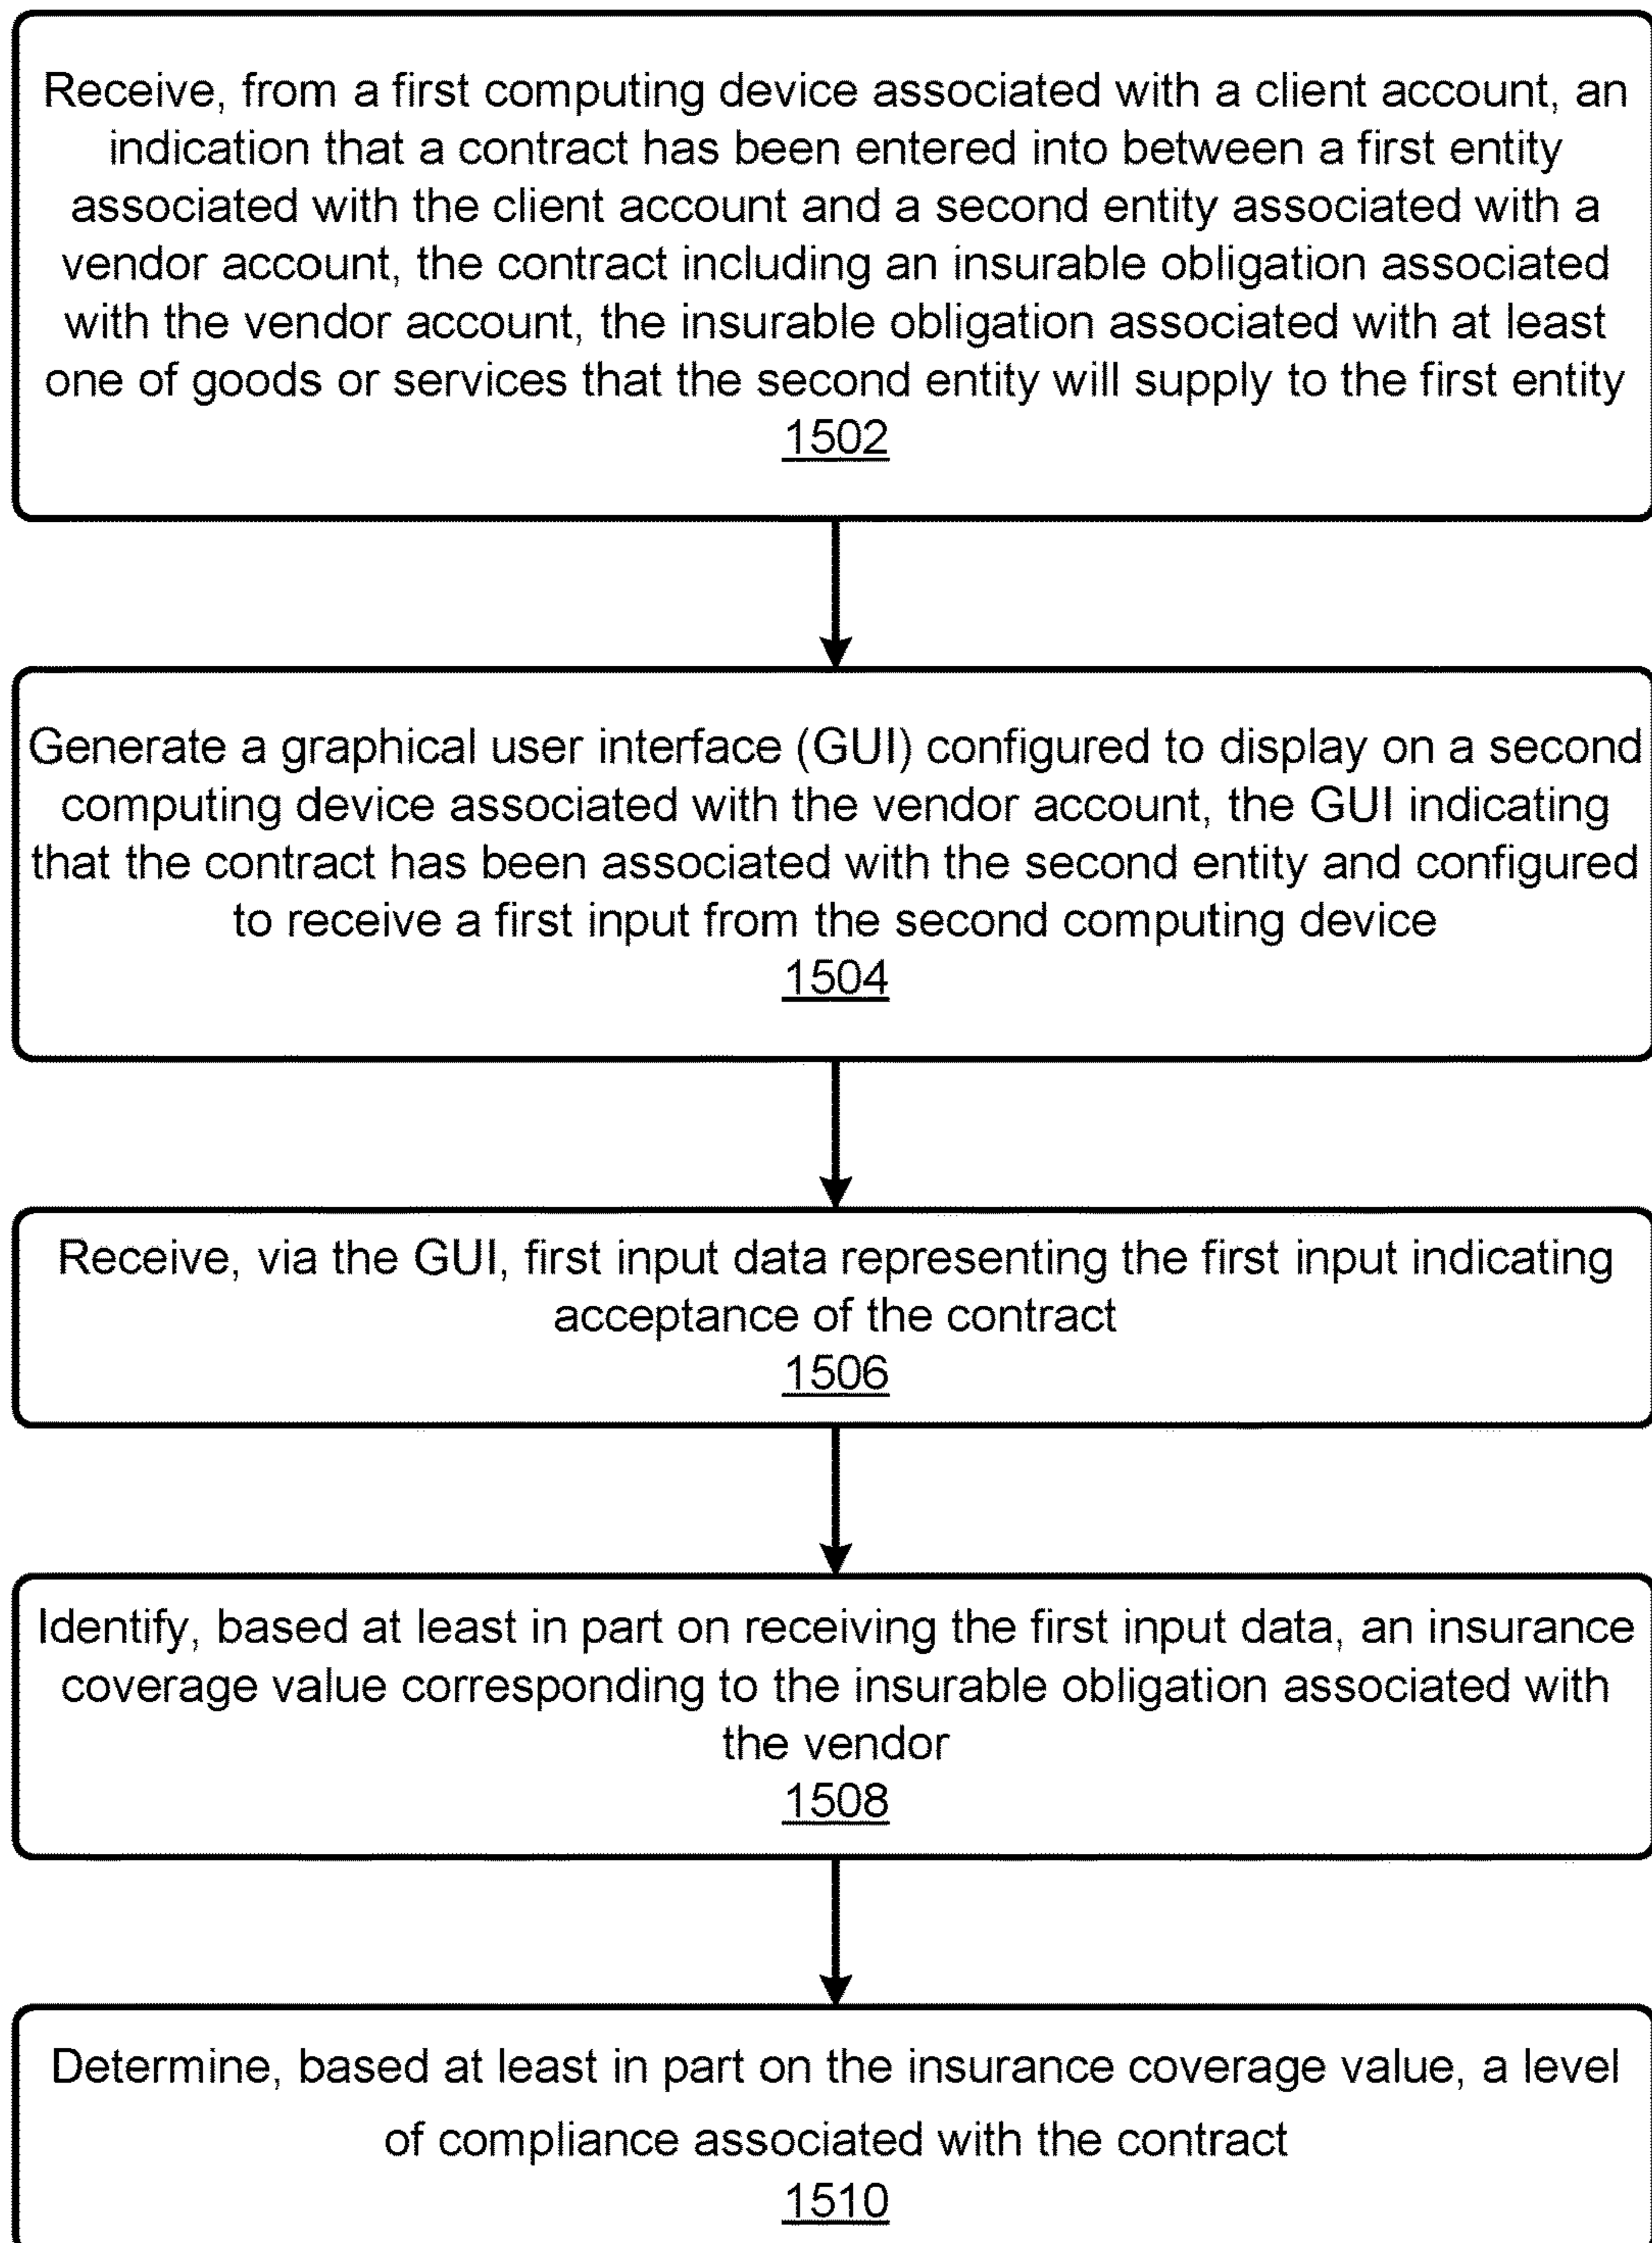 Receive, from a first computing device associated with a client account, an
indication that a contract has been entered into between a first entity
associated with the client account and a second entity associated with a
vendor account, the contract including an insurable obligation associated
with the vendor account, the insurable obligation associated with at least
one of goods or services that the second entity will supply to the first entity
1502
Generate a graphical user interface (GUI) configured to display on a second
computing device associated with the vendor account, the GUI indicating
that the contract has been associated with the second entity and configured
to receive a first input from the second computing device
1504
Receive, via the GUI, first input data representing the first input indicating
acceptance of the contract
1506
Identify, based at least in part on receiving the first input data, an insurance
coverage value corresponding to the insurable obligation associated with
the vendor
1508
Determine, based at least in part on the insurance coverage value, a level
of compliance associated with the contract
1510